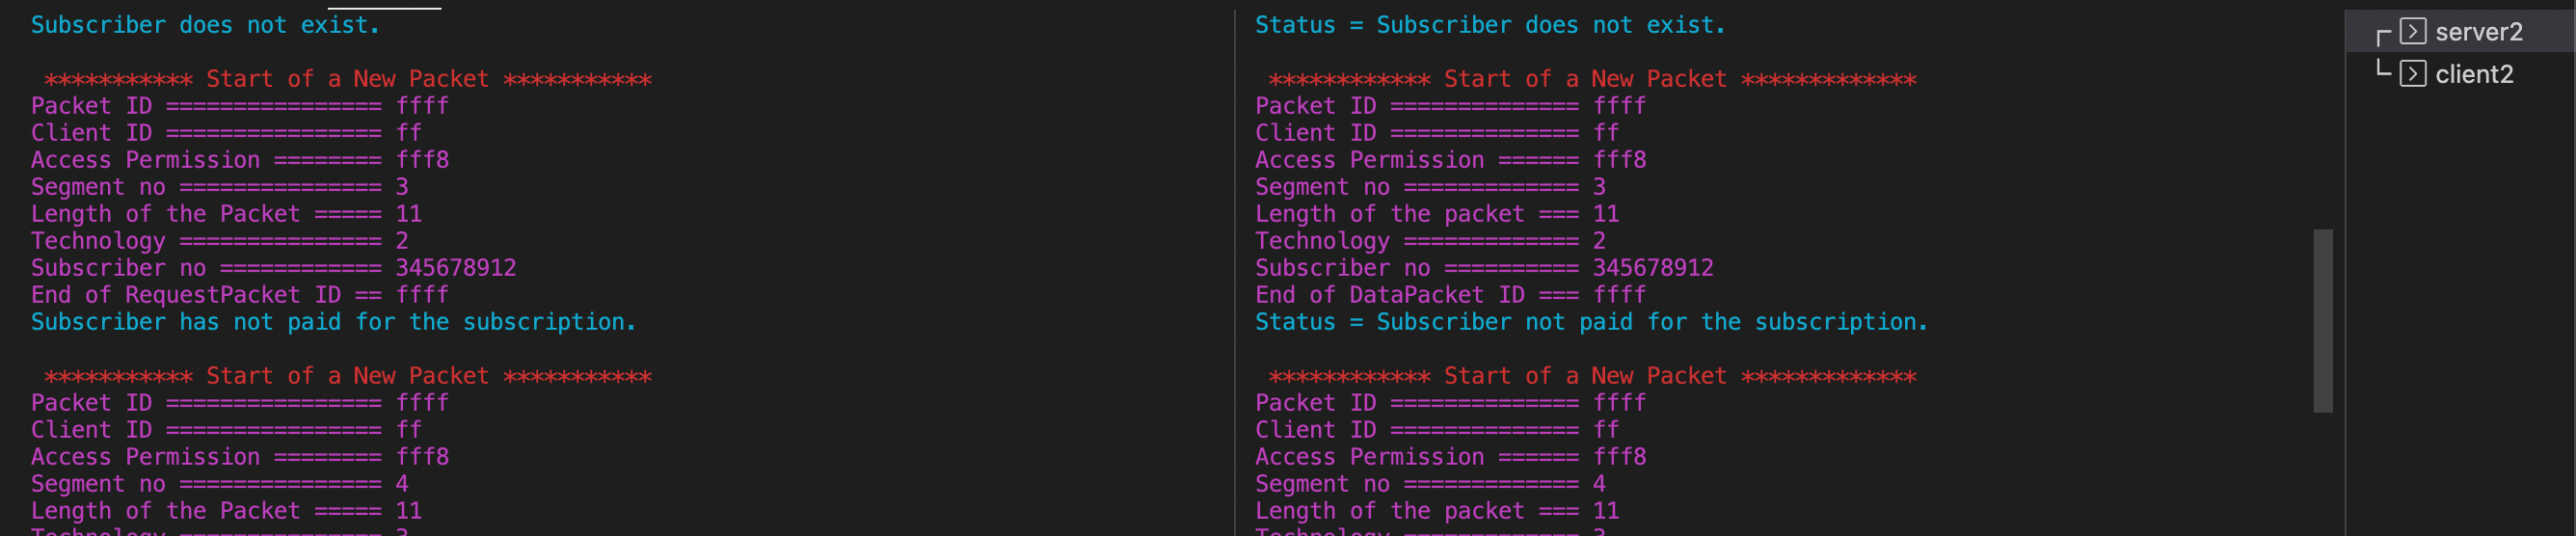 Subscriber does not exist.
*********** Start of a New Packet ***********
Packet ID ================ ffff
Client ID ================ ff
Access Permission ======== fff8
Segment no =============== 3
Length of the Packet ===== 11
Technology =============== 2
Subscriber no ============ 345678912
End of RequestPacket ID == ffff
Subscriber has not paid for the subscription.
*********** Start of a New Packet ***********
Packet ID ================ ffff
Client ID ================ ff
Access Permission ======== fff8
Segment no =============== 4
Length of the Packet ===== 11
Technology =============== 3
Status = Subscriber does not exist.
************ Start of a New Packet *************
Packet ID ============== ffff
Client ID ============== ff
Access Permission ====== fff8
Segment no ============= 3
Length of the packet === 11
Technology ============= 2
Subscriber no ========== 345678912
End of DataPacket ID === ffff
Status = Subscriber not paid for the subscription.
************ Start of a New Packet *************
Packet ID ============== ffff
Client ID ============== ff
Access Permission ====== fff8
Segment no ============= 4
Length of the packet === 11
Technology ============= 3
server2
client2